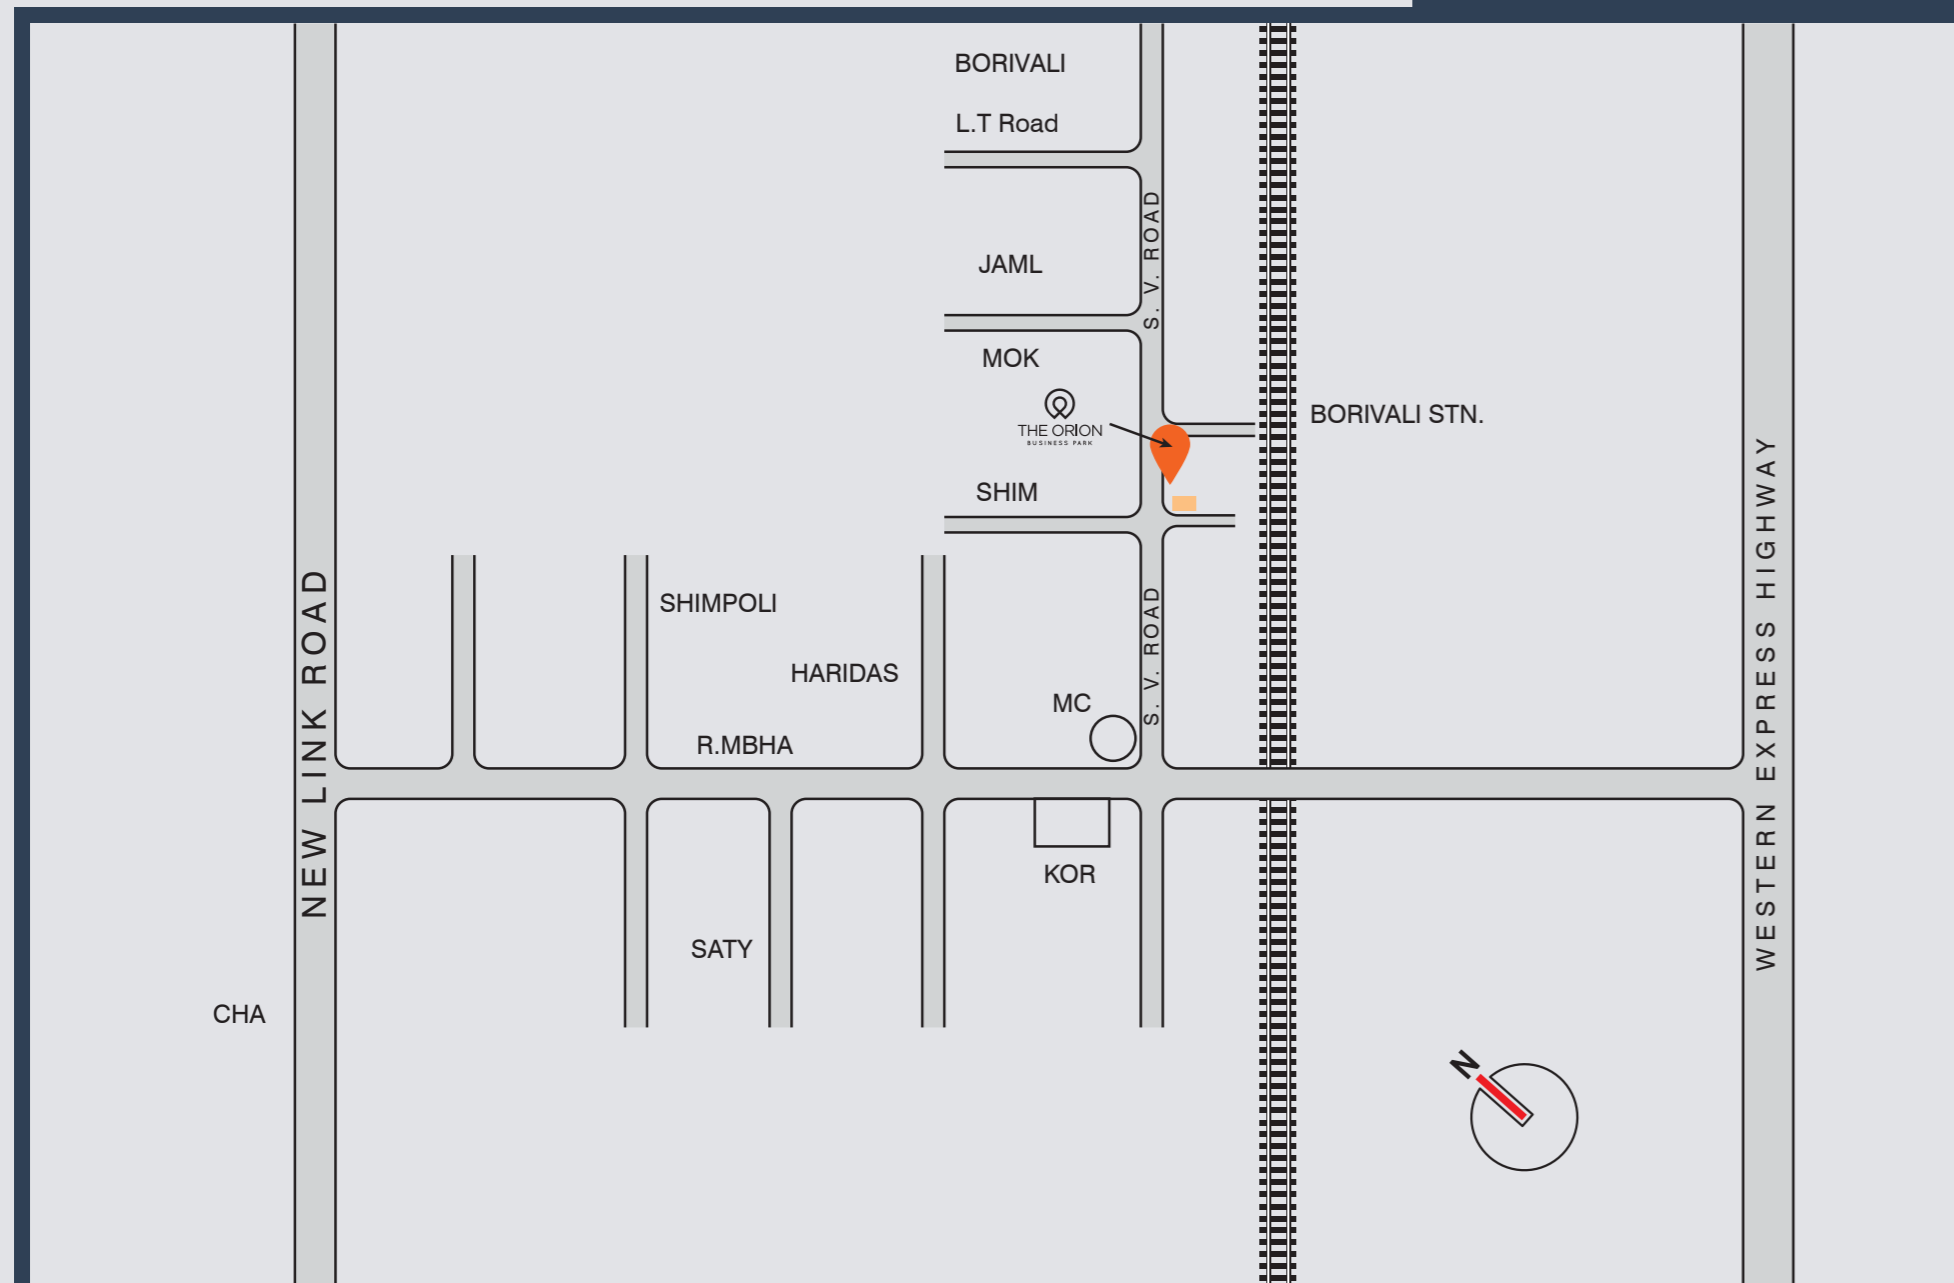 BORIVALI
L.T Road
S. V. ROAD
JAML
MOK
THE ORION
BUSINESS PARK
BORIVALI STN.
SHIM
NEW LINK ROAD
WESTERN EXPRESS HIGHWAY
SHIMPOLI
S. V. ROAD
HARIDAS
MC
R.MBHA
KOR
SATY
CHA
N